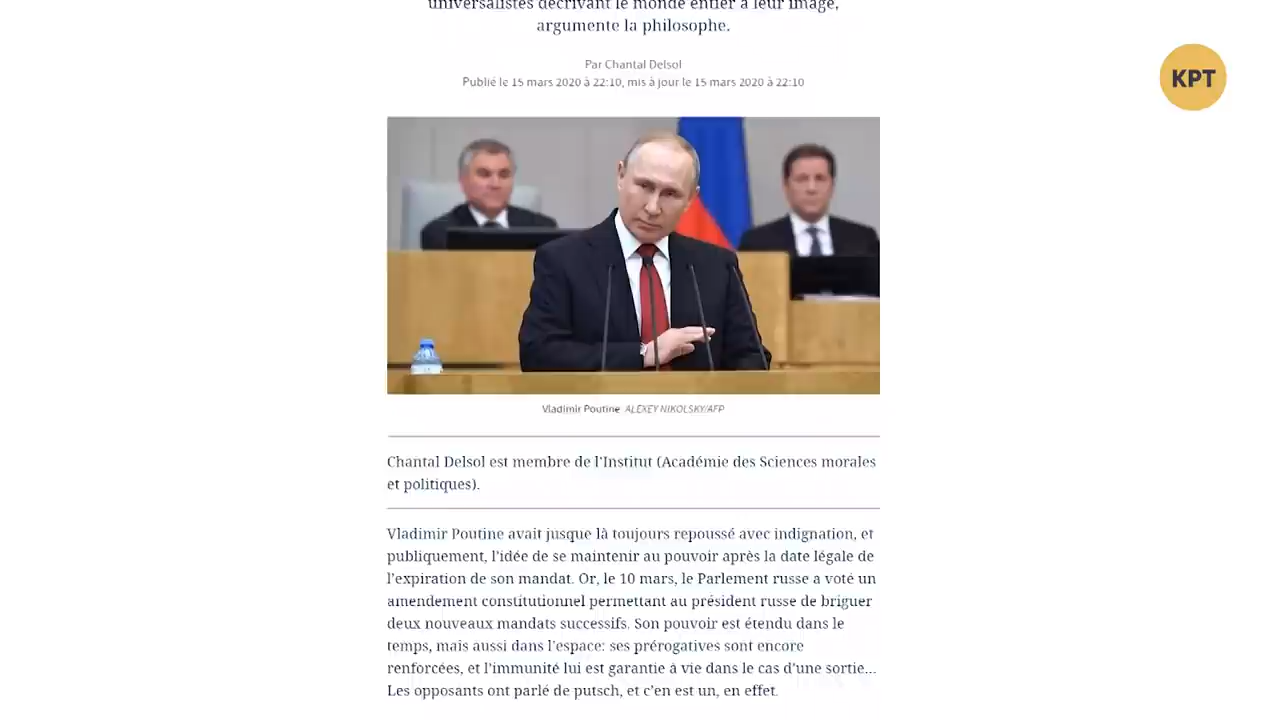 universalistes décrivant le monde entier à leur image,
argumente la philosophe.
Par Chantal Delsol
Publié le 15 mars 2020 à 22:10, mis à jour le 15 mars 2020 à 22:10
KPT
Vladimir Poutine ALEXEY NIKOLSKY/AFP
Chantal Delsol est membre de l'Institut (Académie des Sciences morales
et politiques).
Vladimir Poutine avait jusque là toujours repoussé avec indignation, et
publiquement, l'idée de se maintenir au pouvoir après la date légale de
l'expiration de son mandat. Or, le 10 mars, le Parlement russe a voté un
amendement constitutionnel permettant au président russe de briguer
deux nouveaux mandats successifs. Son pouvoir est étendu dans le
temps, mais aussi dans l'espace: ses prérogatives sont encore
renforcées, et l'immunité lui est garantie à vie dans le cas d'une sortie...
Les opposants ont parlé de putsch, et c'en est un, en effet.